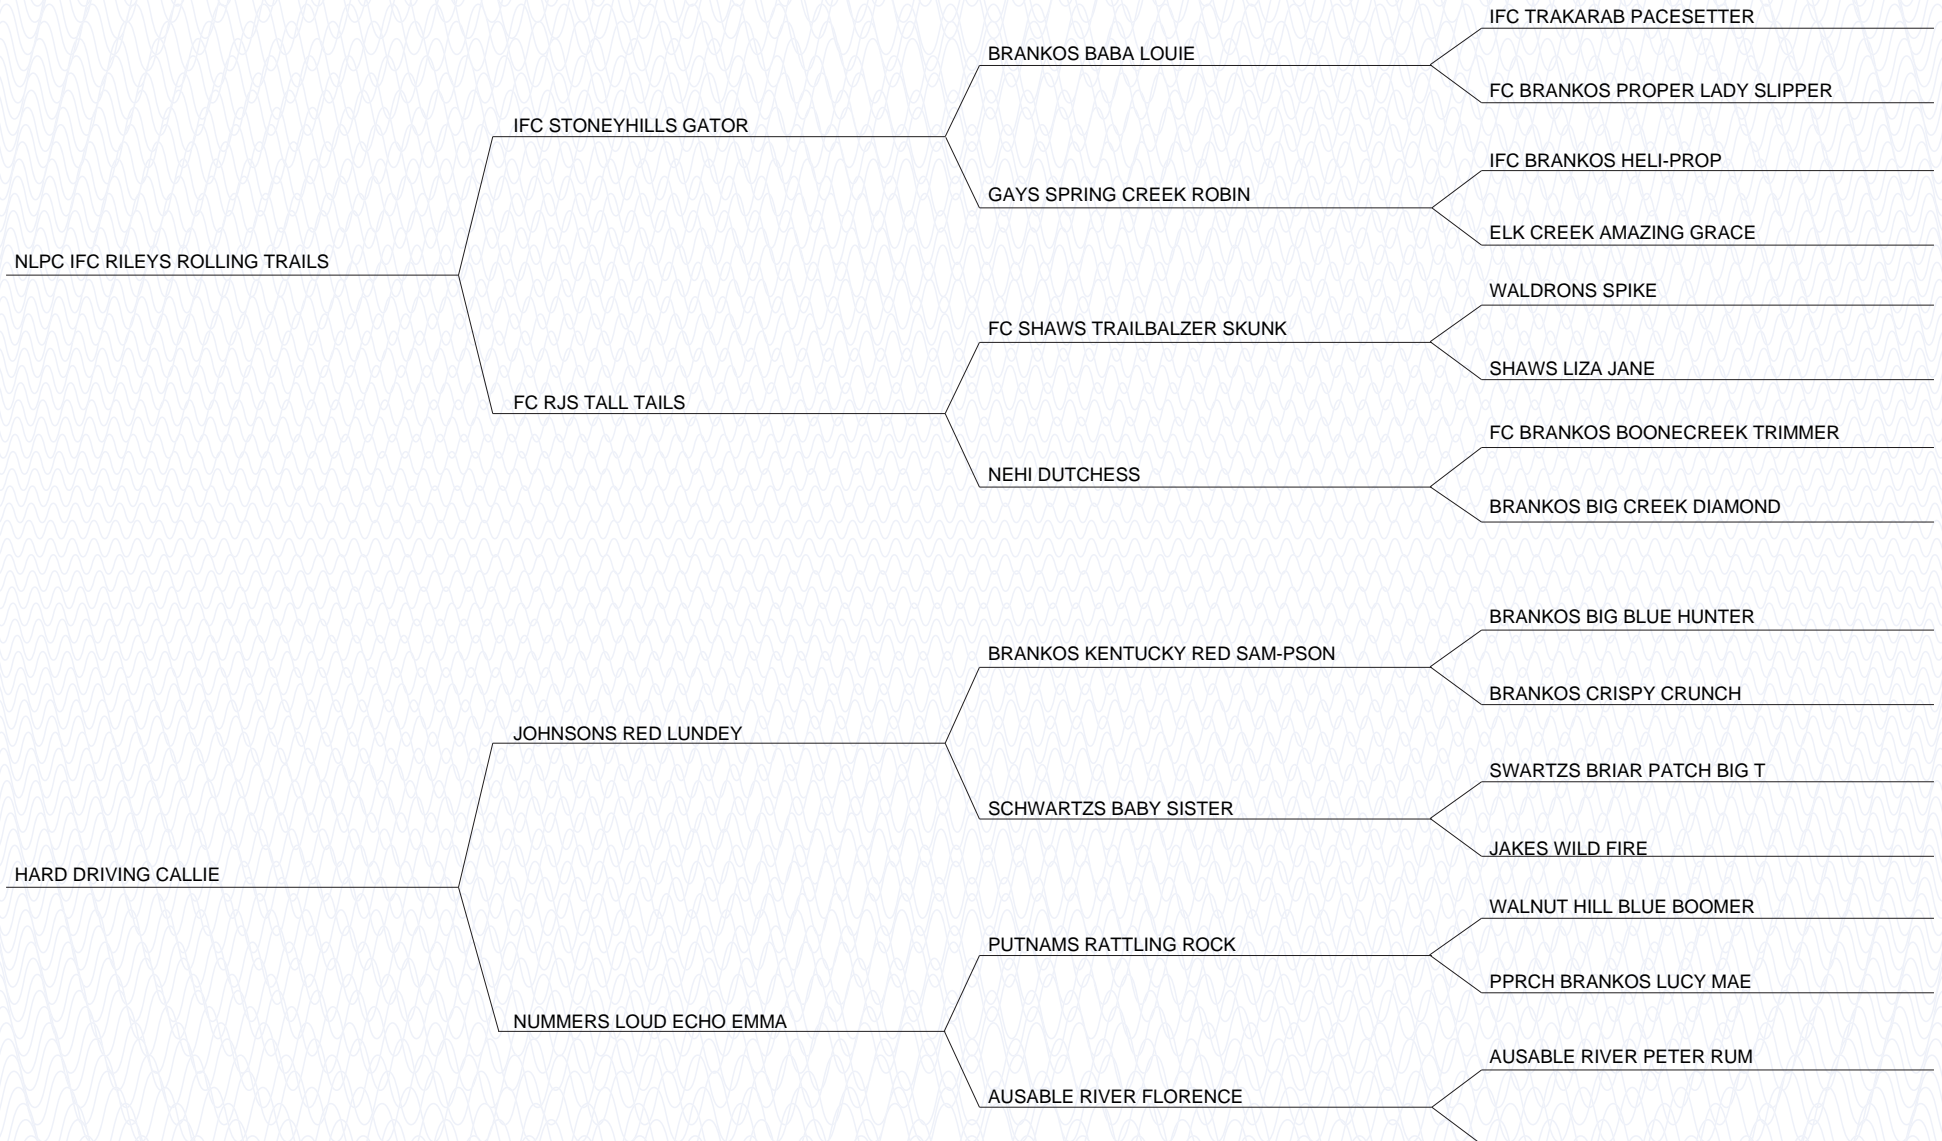 IFC TRAKARAB PACESETTER
BRANKOS BABA LOUIE
FC BRANKOS PROPER LADY SLIPPER
IFC STONEYHILLS GATOR
IFC BRANKOS HELI-PROP
GAYS SPRING CREEK ROBIN
ELK CREEK AMAZING GRACE
NLPC IFC RILEYS ROLLING TRAILS
WALDRONS SPIKE
FC SHAWS TRAILBALZER SKUNK
SHAWS LIZA JANE
FC RJS TALL TAILS
FC BRANKOS BOONECREEK TRIMMER
NEHI DUTCHESS
BRANKOS BIG CREEK DIAMOND
BRANKOS BIG BLUE HUNTER
BRANKOS KENTUCKY RED SAM-PSON
BRANKOS CRISPY CRUNCH
JOHNSONS RED LUNDEY
SWARTZS BRIAR PATCH BIG T
SCHWARTZS BABY SISTER
JAKES WILD FIRE
HARD DRIVING CALLIE
WALNUT HILL BLUE BOOMER
PUTNAMS RATTLING ROCK
PPRCH BRANKOS LUCY MAE
NUMMERS LOUD ECHO EMMA
AUSABLE RIVER PETER RUM
AUSABLE RIVER FLORENCE